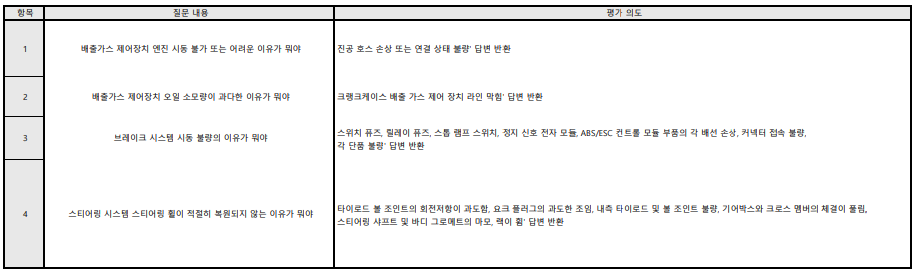 항목 질문 내용 평가 의도
1 배출가스 제어장치 엔진 시동 불가 또는 어려운 이유가 뭐야 진공 호스 손상 또는 연결 상태 불량' 답변 반환
2 배출가스 제어장치 오일 소모량이 과다한 이유가 뭐야 크랭크케이스 배출 가스 제어 장치 라인 막힘' 답변 반환
3 브레이크 시스템 시동 불량의 이유가 뭐야 스위치 퓨즈, 릴레이 퓨즈, 스톱 램프 스위치, 정지 신호 전자 모듈, ABS/ESC 컨트롤 모듈 부품의 각 배선 손상, 커넥터 접속 불량,
각 단품 불량' 답변 반환
4 스티어링 시스템 스티어링 휠이 적절히 복원되지 않는 이유가 뭐야 타이로드 볼 조인트의 회전저항이 과도함, 요크 플러그의 과도한 조임, 내측 타이로드 및 볼 조인트 불량, 기어박스와 크로스 멤버의 체결이 풀림,
스티어링 샤프트 및 바디 그로메트의 마모, 랙이 휨' 답변 반환